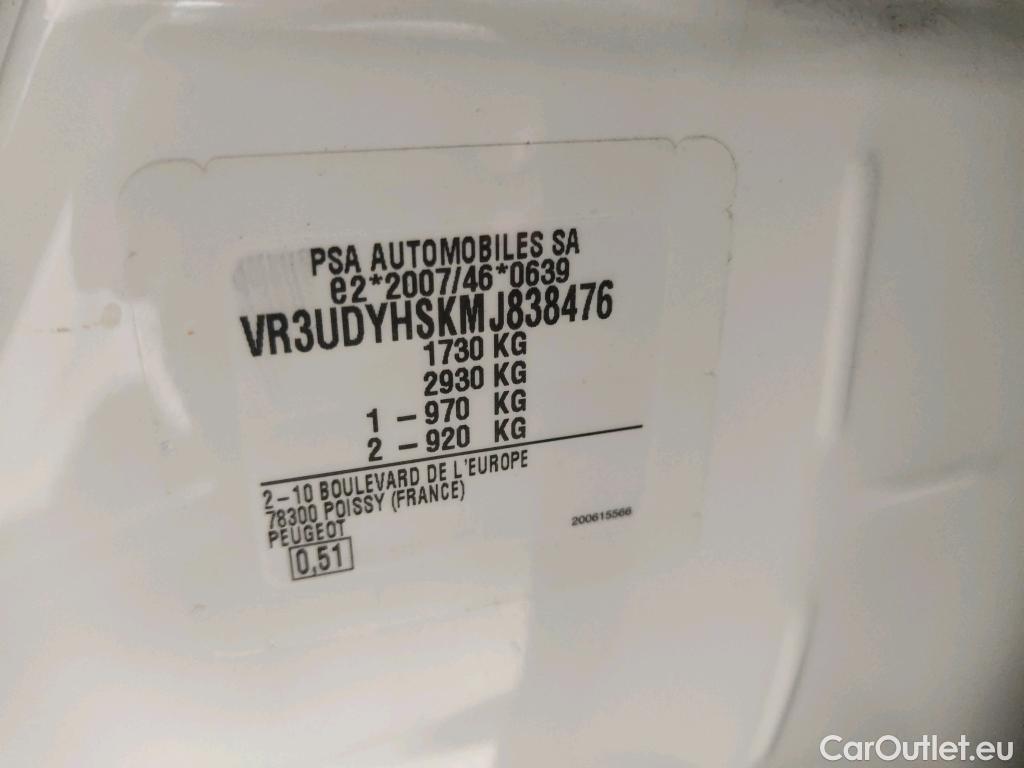 PSA AUTOMOBILES SA
e2*2007/46*0639
VR3UDYHSKMJ838476
1730 KG
2930 KG
1 – 970 KG
2 – 920 KG
2–10 BOULEVARD DE L'EUROPE
78300 POISSY (FRANCE)
PEUGEOT
0,51
200615566
CarOutlet.eu